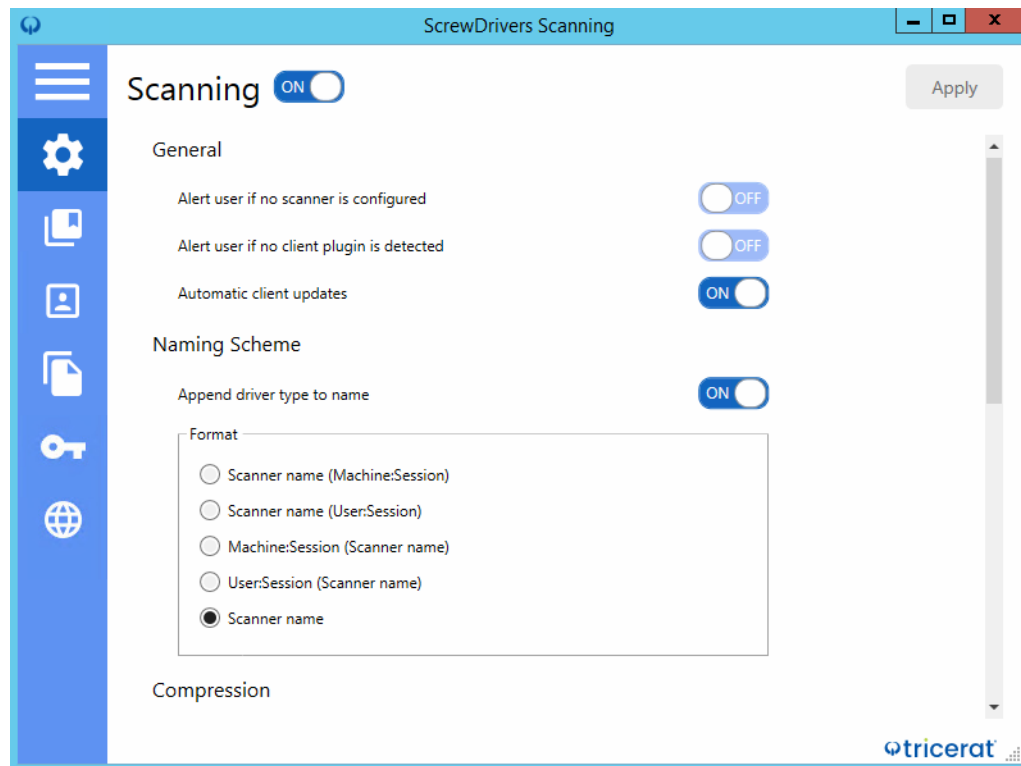 ScrewDrivers Scanning
Scanning ON
Apply
General
Alert user if no scanner is configured OFF
Alert user if no client plugin is detected OFF
Automatic client updates ON
Naming Scheme
Append driver type to name ON
Format
Scanner name (Machine:Session)
Scanner name (User:Session)
Machine:Session (Scanner name)
User:Session (Scanner name)
Scanner name
Compression
tricerat